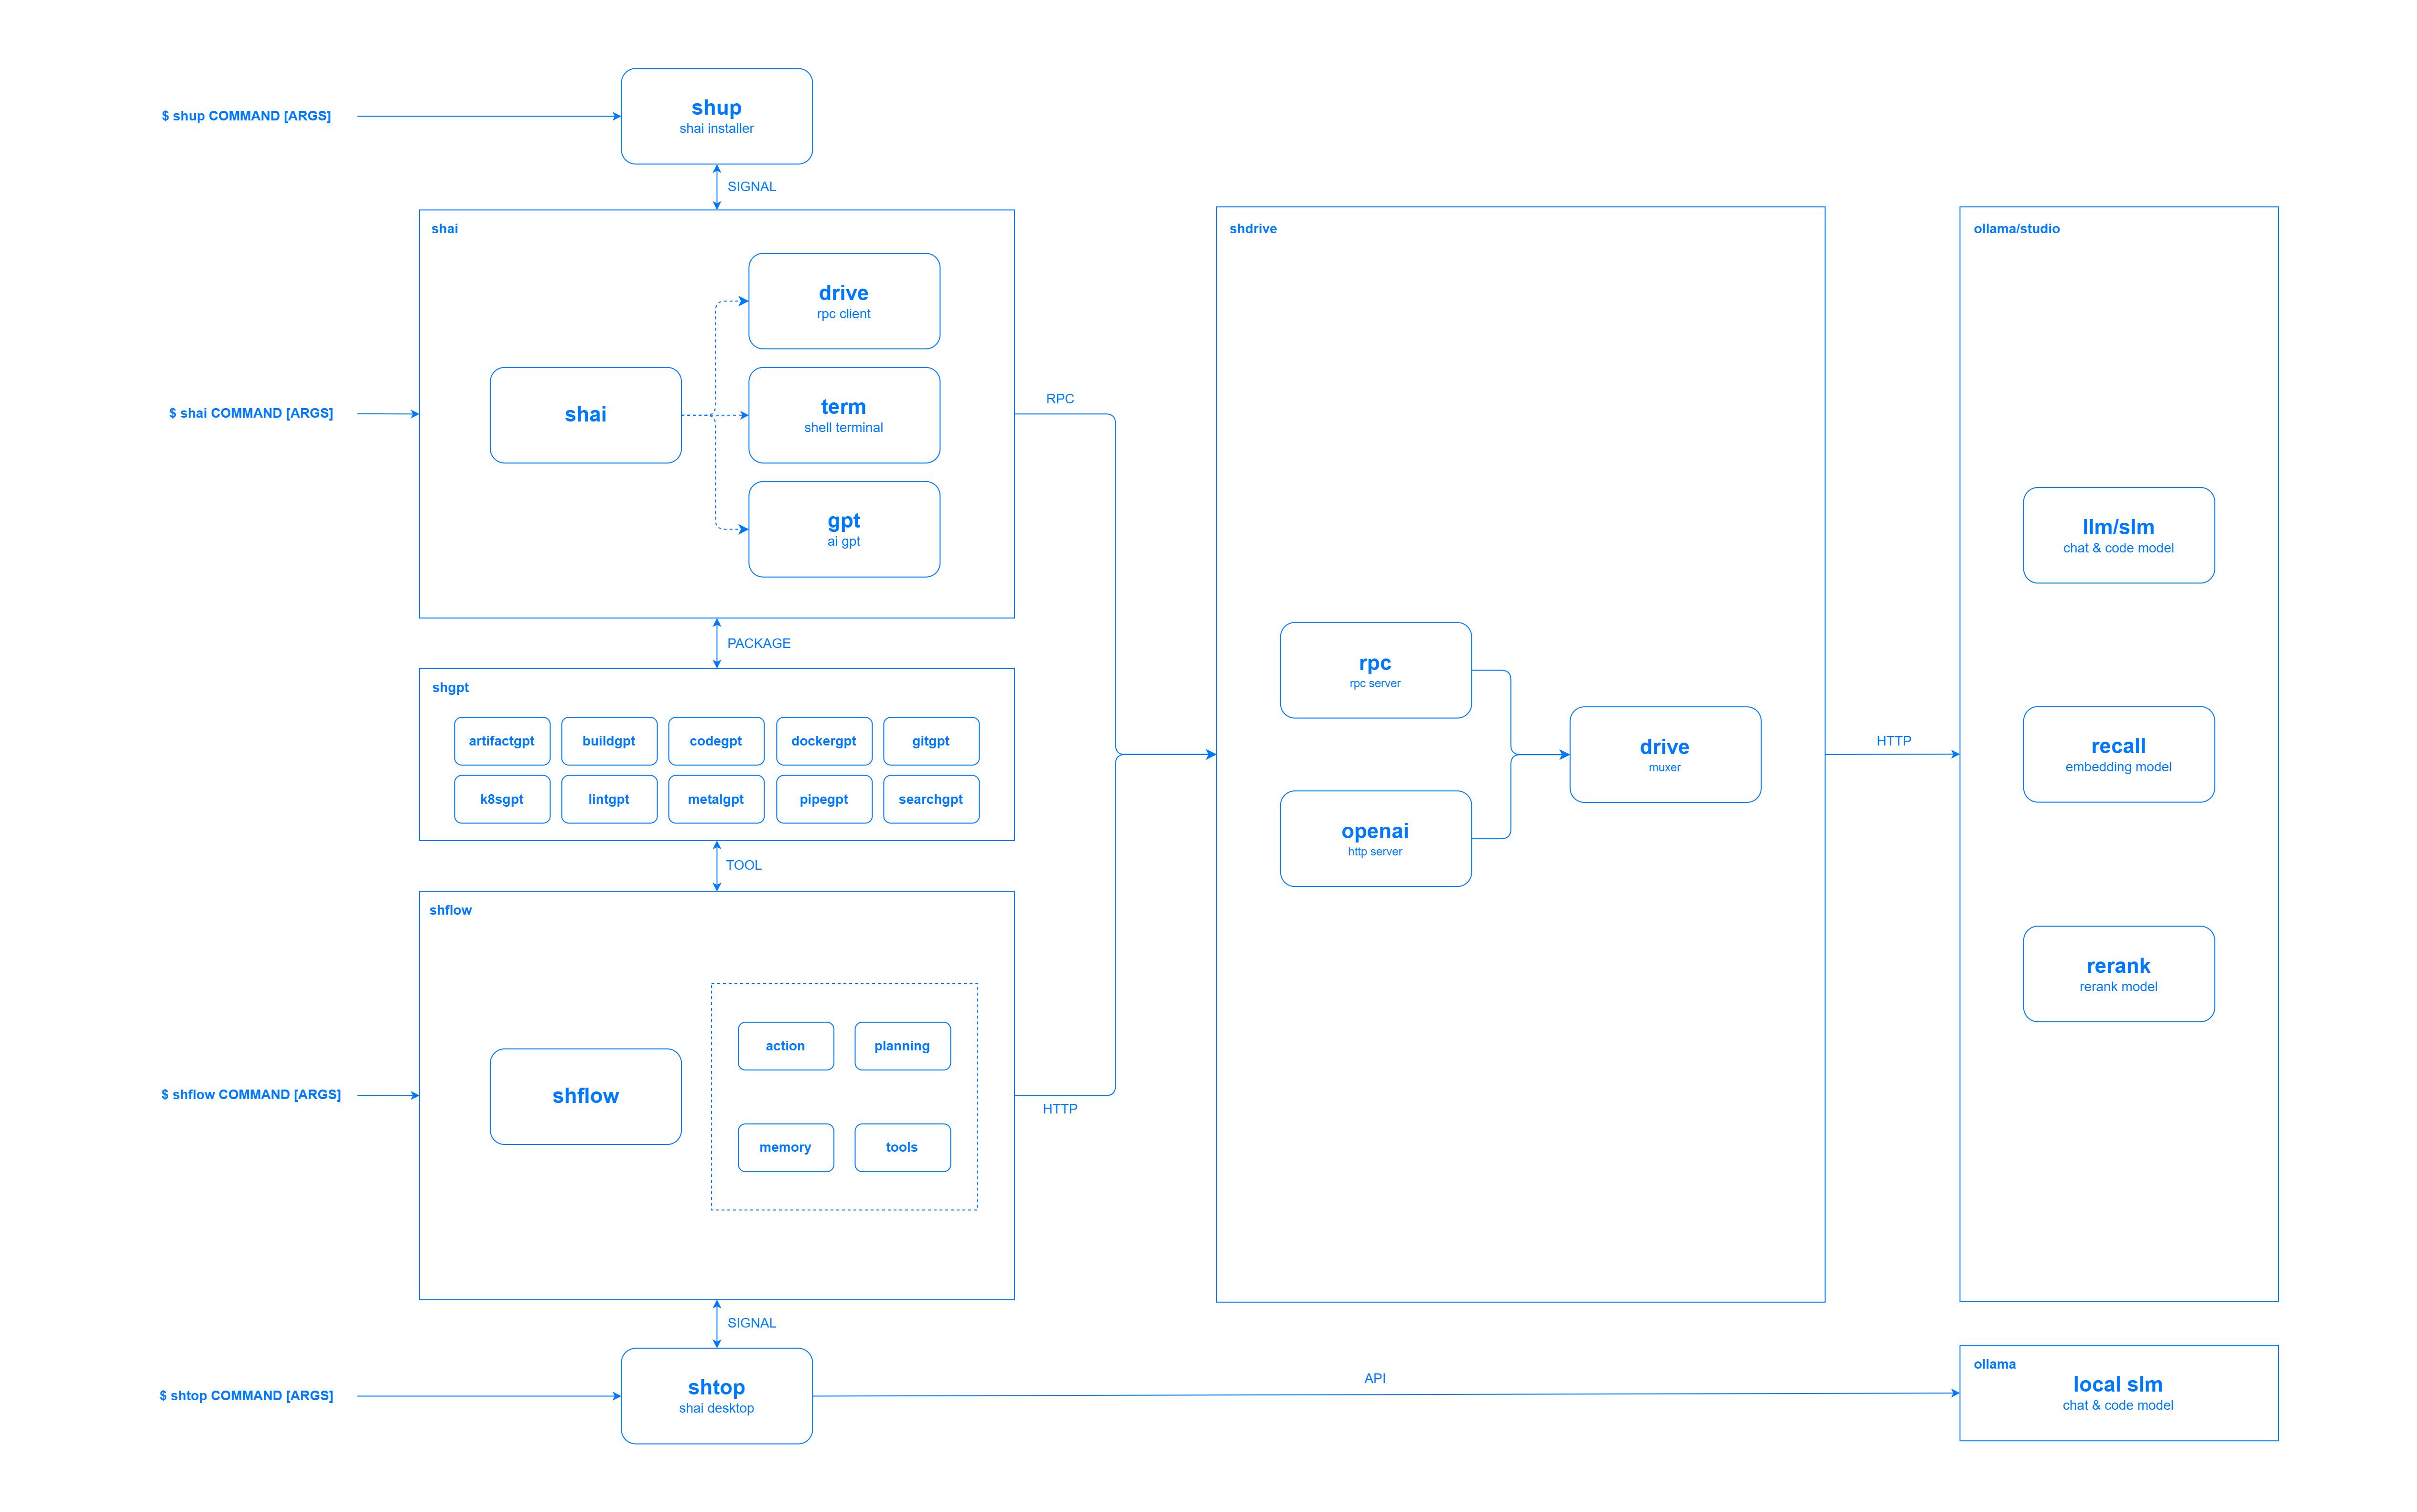 $ shup COMMAND [ARGS]
shup
shai installer
SIGNAL
shai
drive
rpc client
$ shai COMMAND [ARGS]
shai
term
shell terminal
gpt
ai gpt
RPC
PACKAGE
shgpt
artifactgpt
buildgpt
codegpt
dockergpt
gitgpt
k8sgpt
lintgpt
metalgpt
pipegpt
searchgpt
TOOL
shflow
$ shflow COMMAND [ARGS]
shflow
action
planning
memory
tools
HTTP
SIGNAL
$ shtop COMMAND [ARGS]
shtop
shai desktop
API
shdrive
rpc
rpc server
openai
http server
drive
muxer
HTTP
ollama/studio
llm/slm
chat & code model
recall
embedding model
rerank
rerank model
ollama
local slm
chat & code model